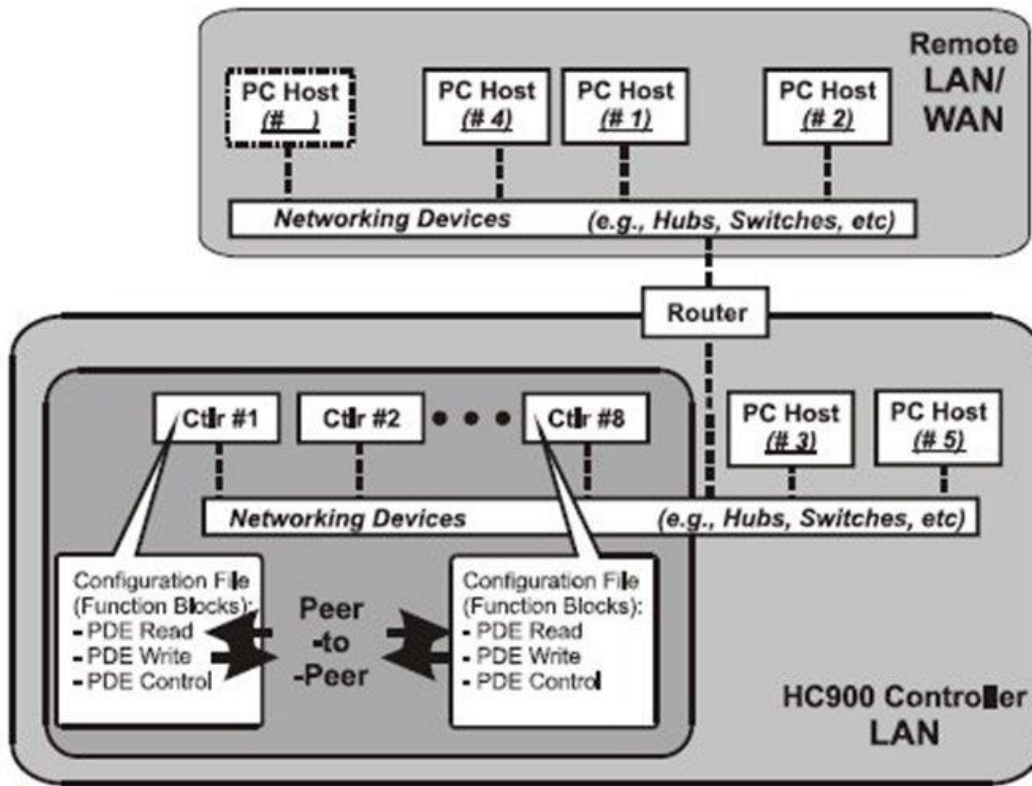 Remote
LAN/
WAN
PC Host
(#   )
PC Host
(# 4)
PC Host
(# 1)
PC Host
(# 2)
Networking Devices (e.g., Hubs, Switches, etc)
Router
Ctlr #1
Ctlr #2
Ctlr #8
PC Host
(# 3)
PC Host
(# 5)
Networking Devices (e.g., Hubs, Switches, etc)
Configuration File
(Function Blocks):
- PDE Read
- PDE Write
- PDE Control
Peer
-to
-Peer
Configuration File
(Function Blocks):
- PDE Read
- PDE Write
- PDE Control
HC900 Controller
LAN